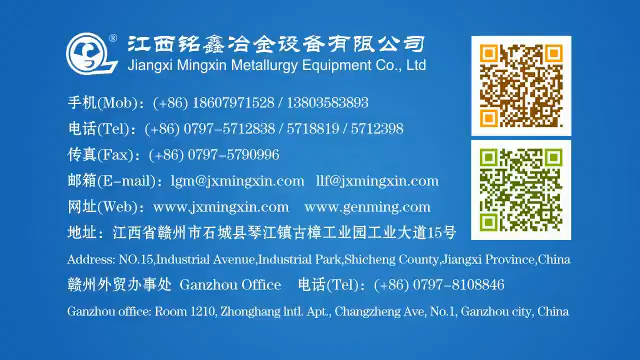 江西铭鑫冶金设备有限公司
Jiangxi Mingxin Metallurgy Equipment Co., Ltd
手机(Mob)：(+86) 18607971528 / 13803583893
电话(Tel)：(+86) 0797-5712838 / 5718819 / 5712398
传真(Fax)：(+86) 0797-5790996
邮箱(E-mail)：lgm@jxmingxin.com llf@jxmingxin.com
网址(Web)：www.jxmingxin.com www.genming.com
地址：江西省赣州市石城县琴江镇古樟工业园工业大道15号
Address: NO.15,Industrial Avenue,Industrial Park,Shicheng County,Jiangxi Province,China
赣州外贸办事处 Ganzhou Office 电话(Tel)：(+86) 0797-8108846
Ganzhou office: Room 1210, Zhonghang lntl. Apt., Changzheng Ave, No.1, Ganzhou city, China